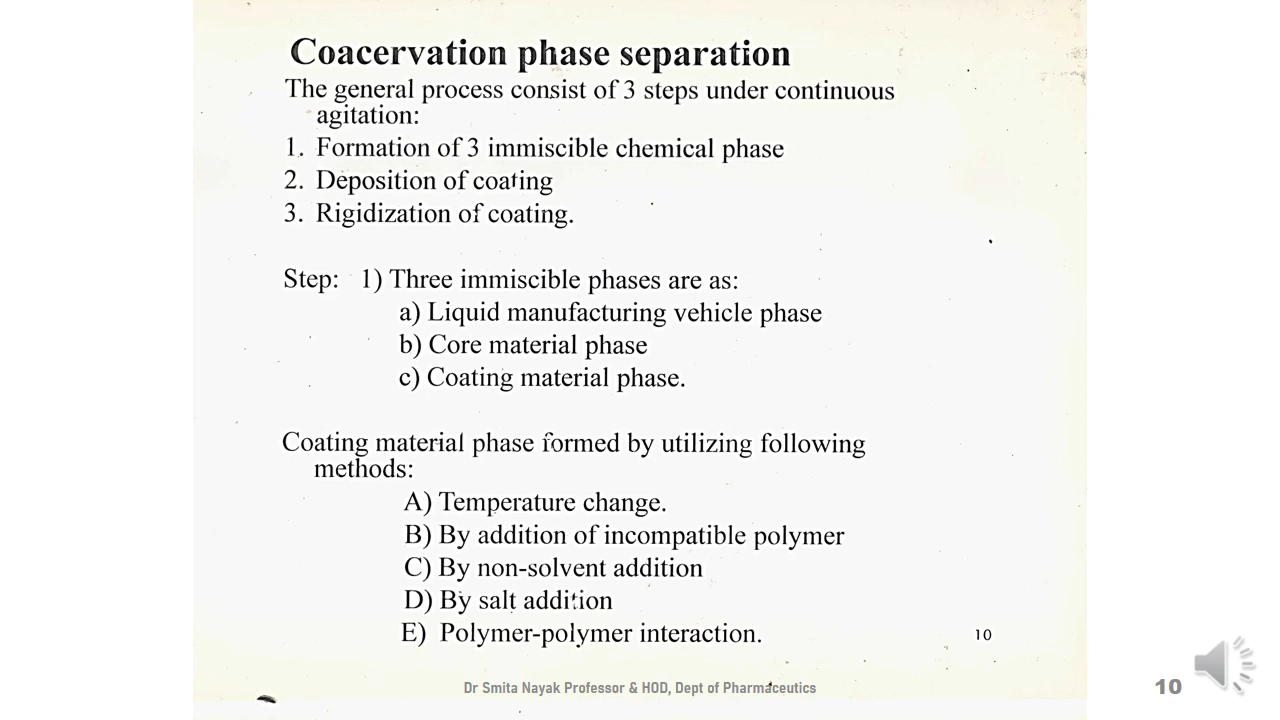 Coacervation phase separation
The general process consist of 3 steps under continuous
agitation:
1. Formation of 3 immiscible chemical phase
2. Deposition of coating
3. Rigidization of coating.
Step: 1) Three immiscible phases are as:
a) Liquid manufacturing vehicle phase
b) Core material phase
c) Coating material phase.
Coating material phase formed by utilizing following
methods:
A) Temperature change.
B) By addition of incompatible polymer
C) By non-solvent addition
D) By salt addition
E) Polymer-polymer interaction.
10
Dr Smita Nayak Professor & HOD, Dept of Pharmaceutics
10